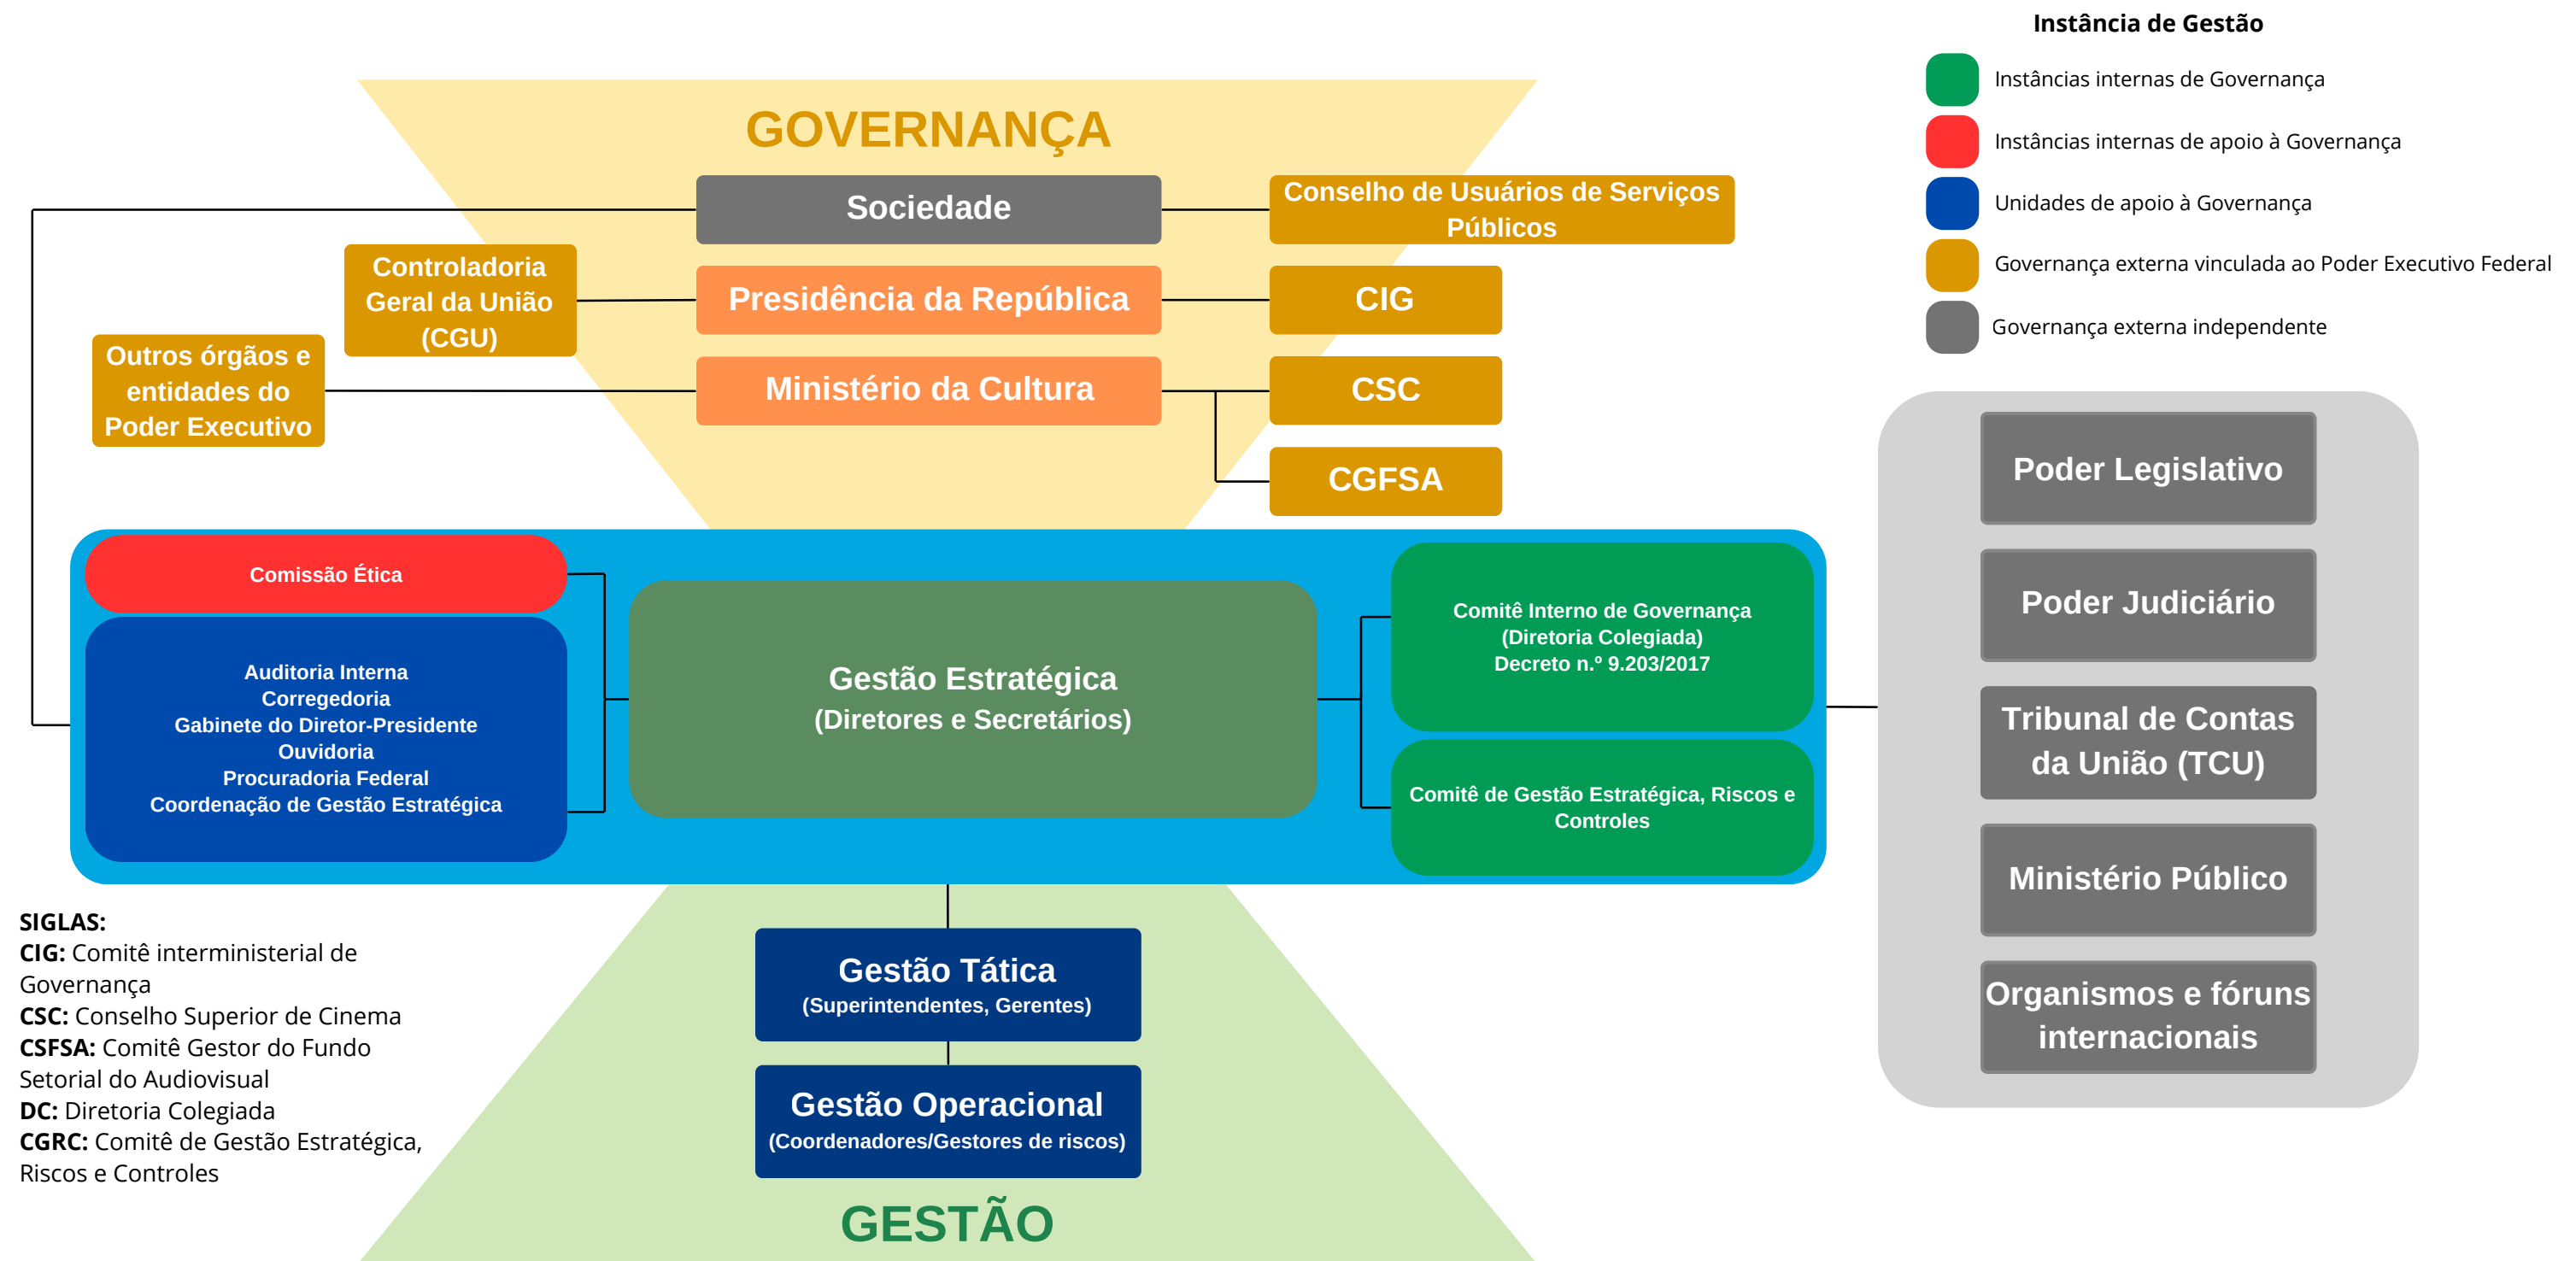 Instância de Gestão
Instâncias internas de Governança
Instâncias internas de apoio à Governança
Unidades de apoio à Governança
Governança externa vinculada ao Poder Executivo Federal
Governança externa independente
GOVERNANÇA
Sociedade
Conselho de Usuários de Serviços
Públicos
Controladoria
Geral da União
(CGU)
Presidência da República
CIG
Outros órgãos e
entidades do
Poder Executivo
Ministério da Cultura
CSC
CGFSA
Comissão Ética
Auditoria Interna
Corregedoria
Gabinete do Diretor-Presidente
Ouvidoria
Procuradoria Federal
Coordenação de Gestão Estratégica
Gestão Estratégica
(Diretores e Secretários)
Comitê Interno de Governança
(Diretoria Colegiada)
Decreto n.º 9.203/2017
Comitê de Gestão Estratégica, Riscos e
Controles
Poder Legislativo
Poder Judiciário
Tribunal de Contas
da União (TCU)
Ministério Público
Organismos e fóruns
internacionais
SIGLAS:
CIG: Comitê interministerial de
Governança
CSC: Conselho Superior de Cinema
CSFSA: Comitê Gestor do Fundo
Setorial do Audiovisual
DC: Diretoria Colegiada
CGRC: Comitê de Gestão Estratégica,
Riscos e Controles
Gestão Tática
(Superintendentes, Gerentes)
Gestão Operacional
(Coordenadores/Gestores de riscos)
GESTÃO